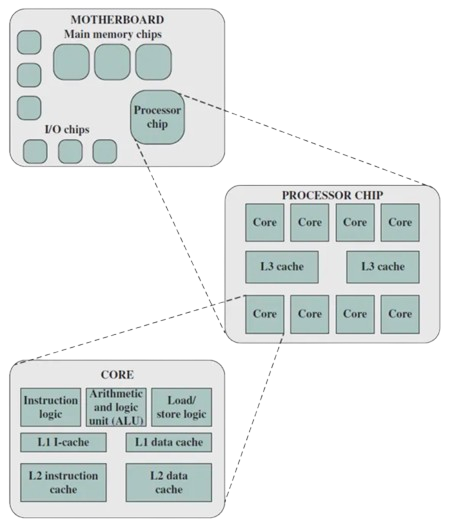 MOTHERBOARD
Main memory chips
Processor
chip
I/O chips
PROCESSOR CHIP
Core Core Core Core
L3 cache L3 cache
Core Core Core Core
CORE
Instruction
logic
Arithmetic
and logic
unit (ALU)
Load/
store logic
L1 I-cache L1 data cache
L2 instruction
cache
L2 data
cache